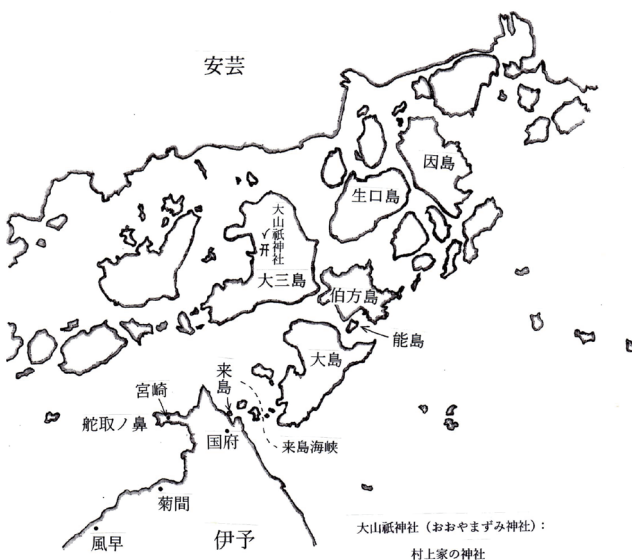 安芸
因島
生口島
大山祇神社
大三島
伯方島
能島
大島
来島
宮崎
舵取ノ鼻
国府
来島海峡
菊間
風早
伊予
大山祇神社（おおやまずみ神社）：
村上家の神社